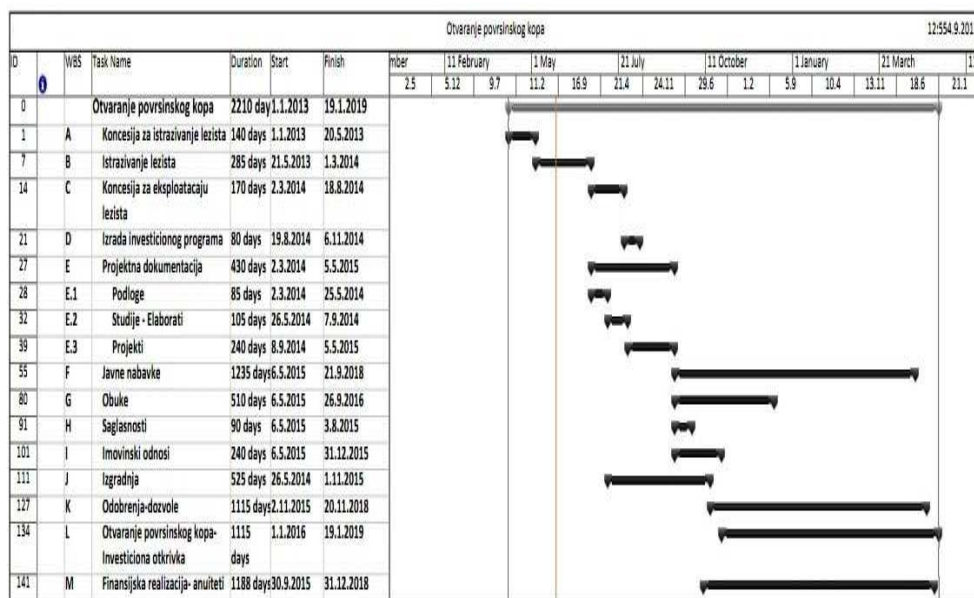 Otvaranje povrsinskog kopa 12:554.9.201
ID WBS Task Name Duration Start Finish mber 11 February 1 May 21 July 11 October 1 January 21 March 11
2.5 5.12 9.7 11.2 16.9 21.4 24.11 29.6 1.2 9.4 10.4 13.11 18.6 21.1
0 Otvaranje povrsinskog kopa 2210 day 1.1.2013 19.1.2019
1 A Koncesija za istrazivanje lezista 140 days 1.1.2013 20.5.2013
7 B Istrazivanje lezista 285 days 21.5.2013 1.3.2014
14 C Koncesija za eksploatacaju 170 days 2.3.2014 18.8.2014
lezista
21 D Izrada investicionog programa 80 days 19.8.2014 6.11.2014
27 E Projektna dokumentacija 430 days 2.3.2014 5.5.2015
28 E.1 Podloge 85 days 2.3.2014 25.5.2014
32 E.2 Studije - Elaborati 105 days 26.5.2014 7.9.2014
39 E.3 Projekti 240 days 8.9.2014 5.5.2015
55 F Javne nabavke 1235 days 6.5.2015 21.9.2018
80 G Obuke 510 days 6.5.2015 26.9.2016
91 H Saglasnosti 90 days 6.5.2015 3.8.2015
101 I Imovinski odnosi 240 days 6.5.2015 31.12.2015
111 J Izgradnja 525 days 26.5.2014 1.11.2015
127 K Odobrenja-dozvole 1115 days 2.11.2015 20.11.2018
134 L Otvaranje povrsinskog kopa- 1115 1.1.2016 19.1.2019
Investiciona otkrivka days
141 M Finansijska realizacija- anuiteti 1188 days 30.9.2015 31.12.2018